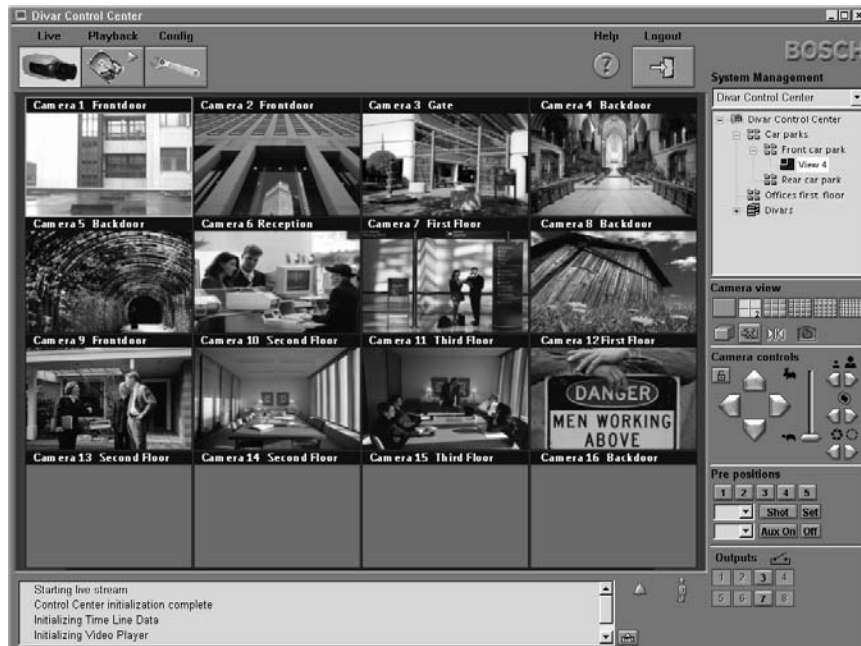 Divar Control Center
Live Playback Config
Help Logout
BOSCH
System Management
Divar Control Center
Divar Control Center
Car parks
Front car park
View 4
Rear car park
Offices first floor
Divars
Camera 1 Frontdoor
Camera 2 Frontdoor
Camera 3 Gate
Camera 4 Backdoor
Camera 5 Backdoor
Camera 6 Reception
Camera 7 First Floor
Camera 8 Backdoor
Camera 9 Frontdoor
Camera 10 Second Floor
Camera 11 Third Floor
Camera 12 First Floor
DANGER
MEN WORKING
ABOVE
Camera 13 Second Floor
Camera 14 Second Floor
Camera 15 Third Floor
Camera 16 Backdoor
Camera view
2
Camera controls
Pre positions
1 2 3 4 5
Shot Set
Aux On Off
Outputs
1 2 3 4
5 6 7 8
Starting live stream
Control Center initialization complete
Initializing Time Line Data
Initializing Video Player